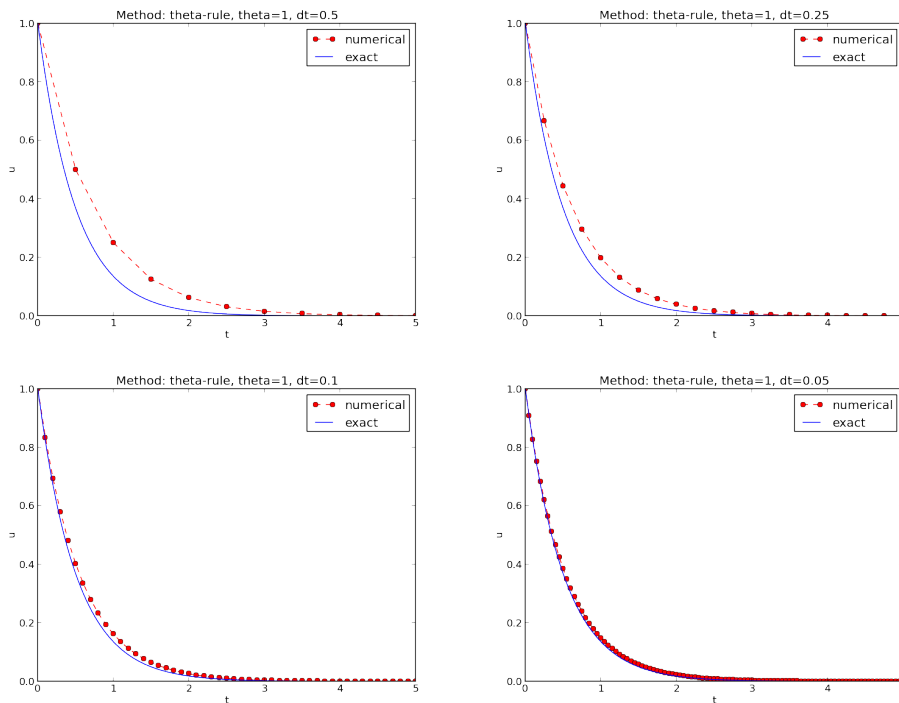 Method: theta-rule, theta=1, dt=0.5
1.0
0.8
0.6
0.4
0.2
0.0
u
numerical
exact
0
1
2
3
4
5
t
Method: theta-rule, theta=1, dt=0.25
1.0
0.8
0.6
0.4
0.2
0.0
u
numerical
exact
0
1
2
3
4
t
Method: theta-rule, theta=1, dt=0.1
1.0
0.8
0.6
0.4
0.2
0.0
u
numerical
exact
0
1
2
3
4
5
t
Method: theta-rule, theta=1, dt=0.05
1.0
0.8
0.6
0.4
0.2
0.0
u
numerical
exact
0
1
2
3
4
t